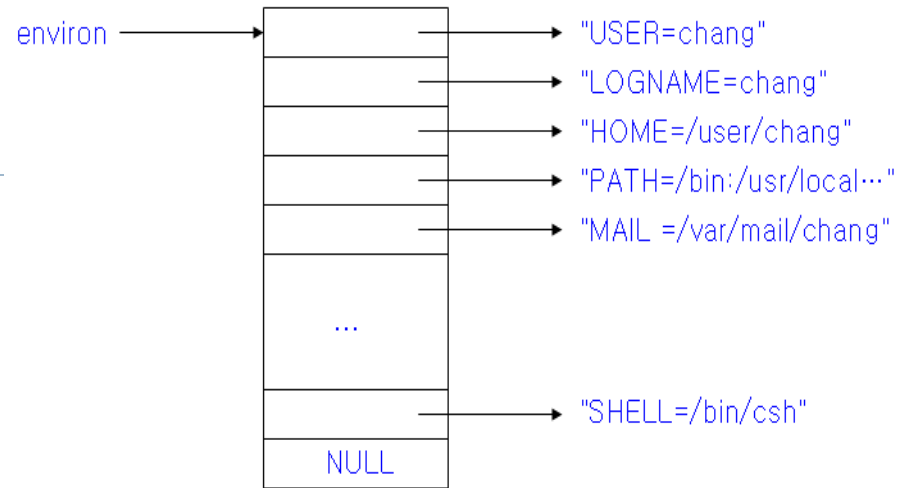 environ
"USER=chang"
"LOGNAME=chang"
"HOME=/user/chang"
"PATH=/bin:/usr/local⋯"
"MAIL =/var/mail/chang"
...
"SHELL=/bin/csh"
NULL